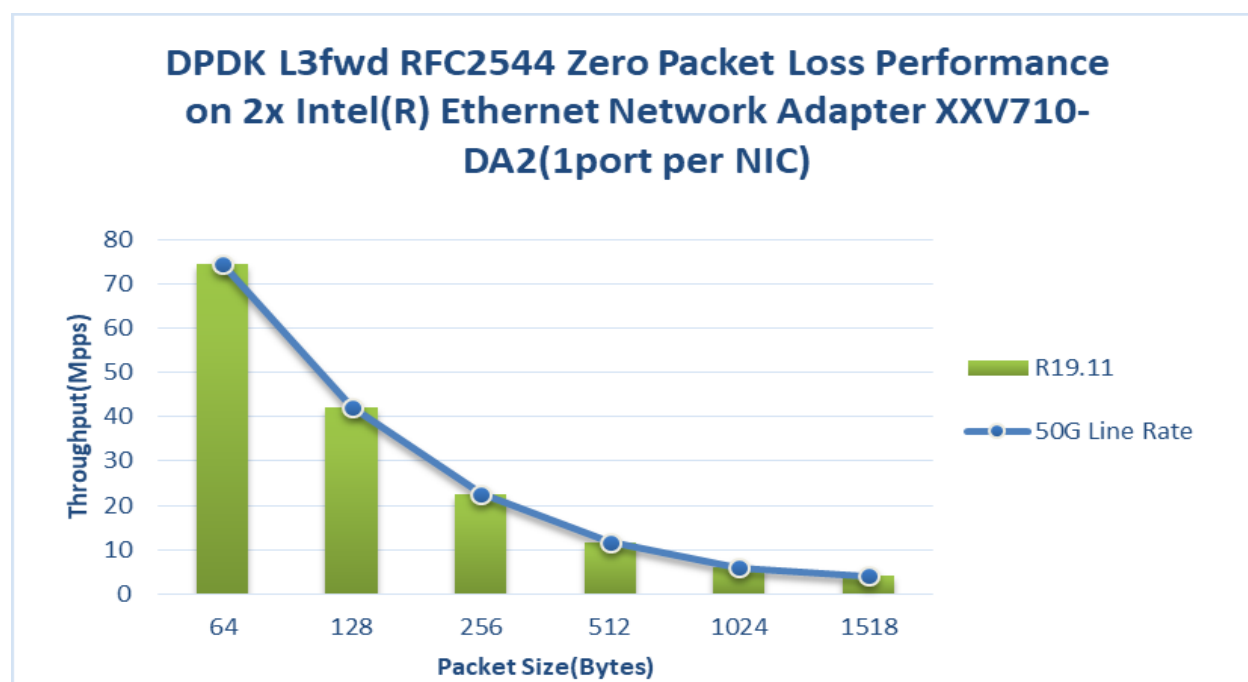 DPDK L3fwd RFC2544 Zero Packet Loss Performance
on 2x Intel(R) Ethernet Network Adapter XXV710-
DA2(1port per NIC)
Throughput(Mpps)
80
70
60
50
40
30
20
10
0
64 128 256 512 1024 1518
Packet Size(Bytes)
R19.11
50G Line Rate